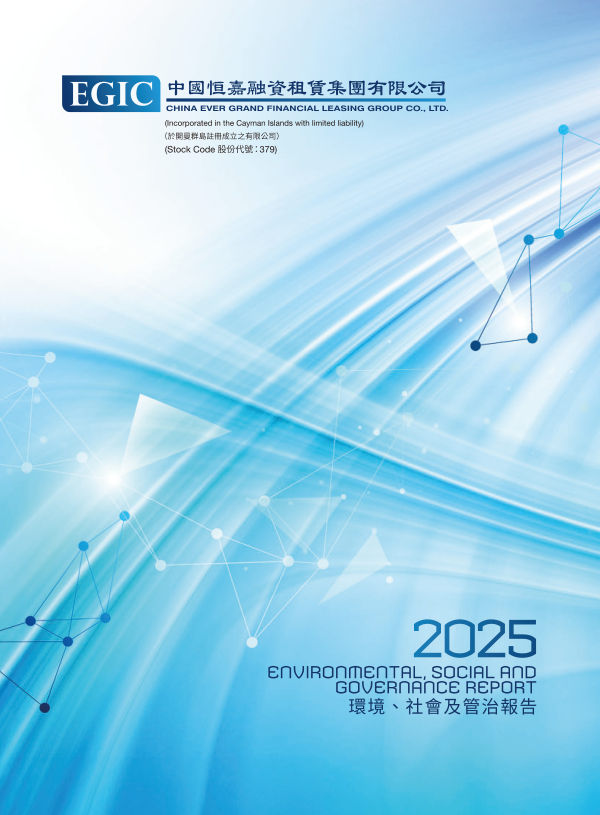 EGIC
中國恒嘉融資租賃集團有限公司
CHINA EVER GRAND FINANCIAL LEASING GROUP CO., LTD.
(Incorporated in the Cayman Islands with limited liability)
（於開曼群島註冊成立之有限公司）
(Stock Code 股份代號：379)
2025
ENVIRONMENTAL, SOCIAL AND
GOVERNANCE REPORT
環境、社會及管治報告